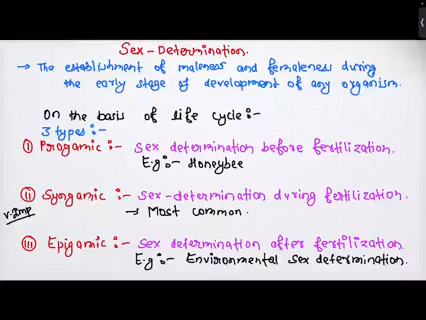 Sex-Determination.
→ The establishment of maleness and femaleness during
the early stage of development of any organism.
On the basis of life cycle:-
3 types:-
(i) Progamic :- Sex determination before fertilization.
E.g:- Honeybee
(ii) Syngamic :- Sex-determination during fertilization.
v.imp → Most common.
(iii) Epigamic :- Sex determination after fertilization.
E.g:- Environmental Sex determination.